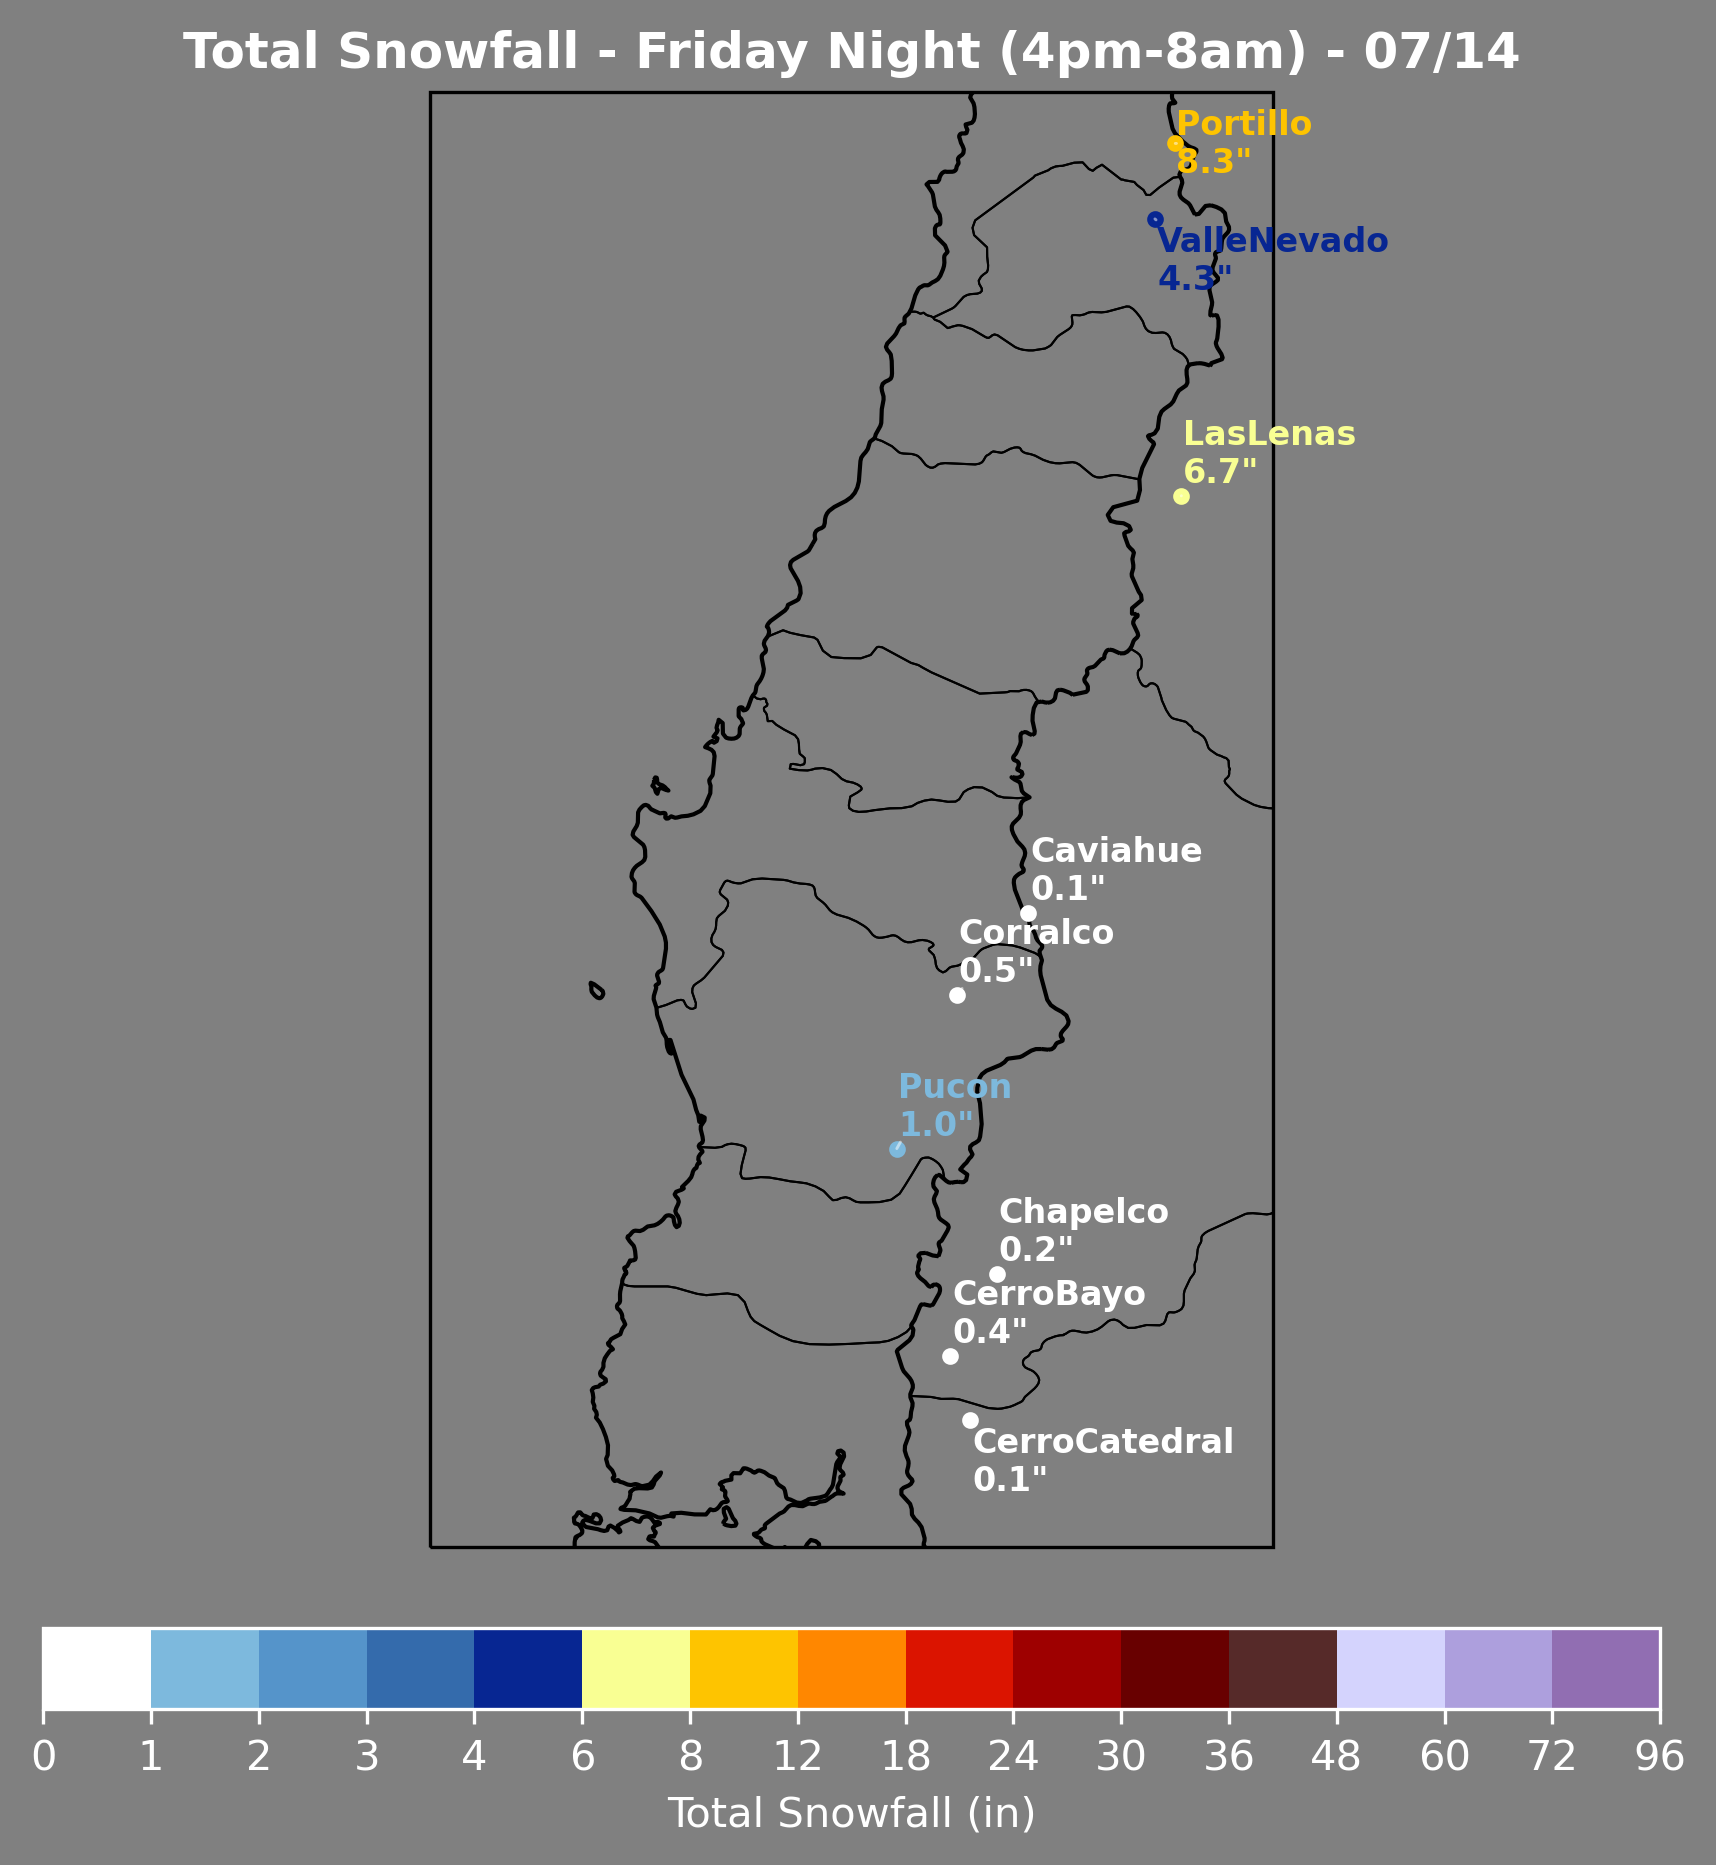 Total Snowfall - Friday Night (4pm-8am) - 07/14
Portillo
8.3"
ValleNevado
4.3"
LasLenas
6.7"
Caviahue
0.1"
Corralco
0.5"
Pucon
1.0"
Chapelco
0.2"
CerroBayo
0.4"
CerroCatedral
0.1"
0 1 2 3 4 6 8 12 18 24 30 36 48 60 72 96
Total Snowfall (in)